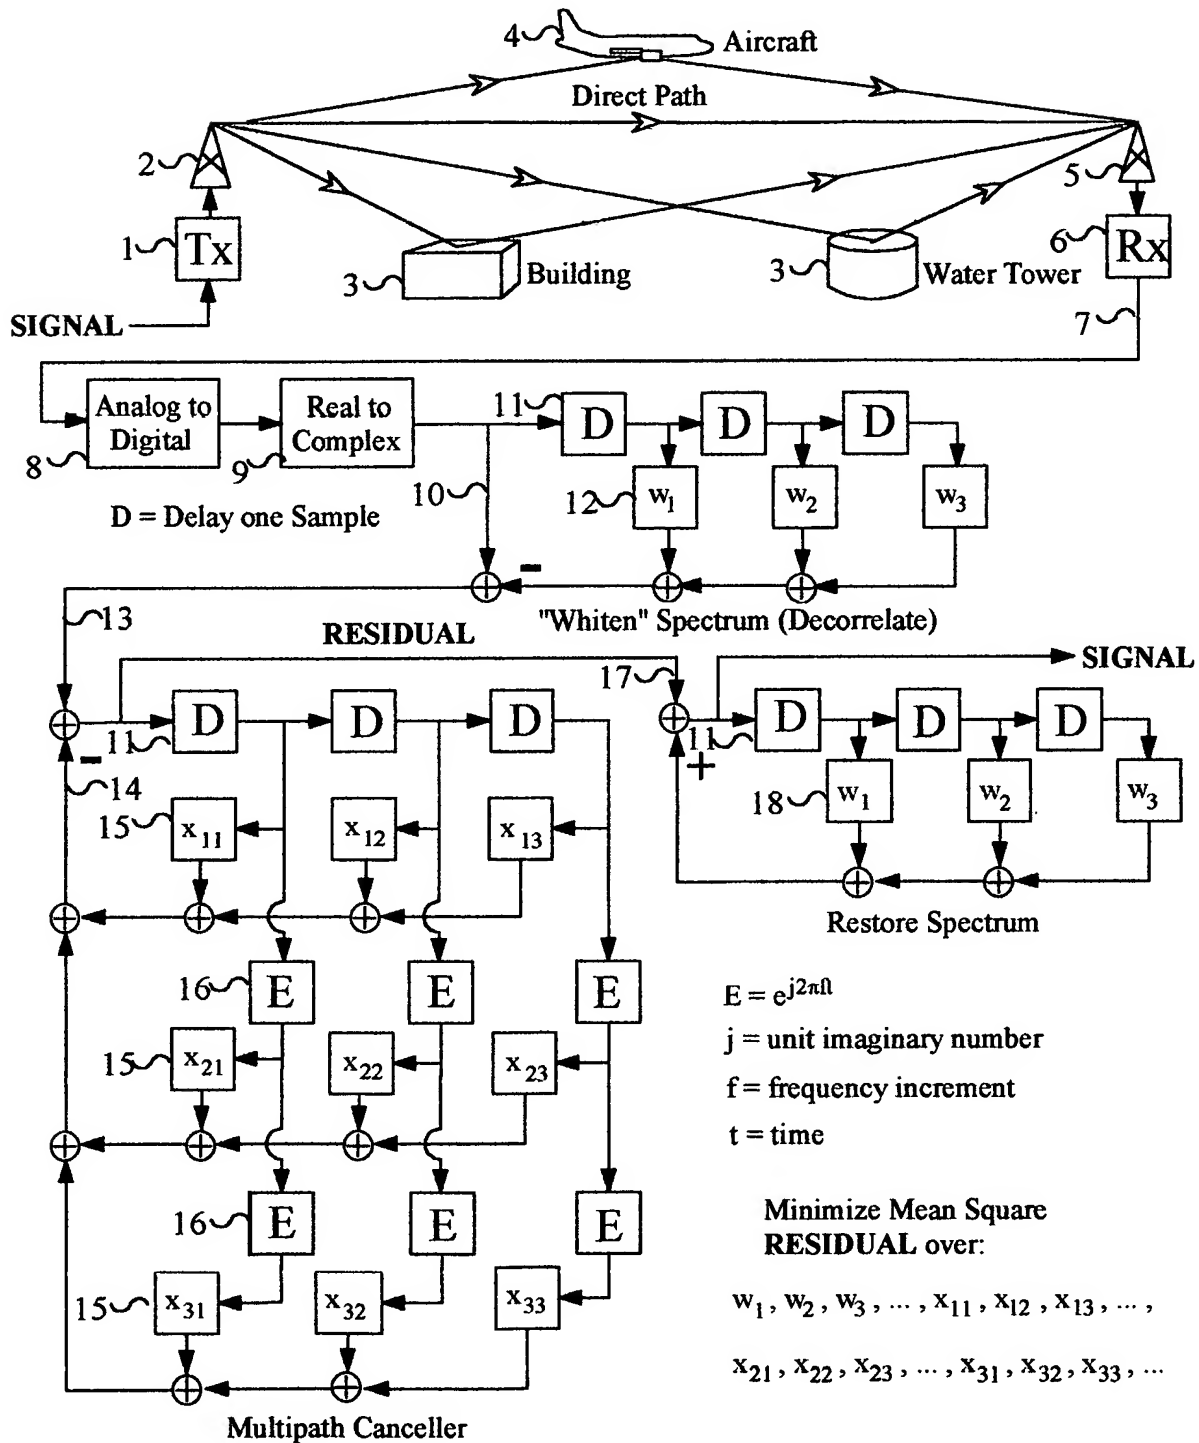 4 Aircraft
Direct Path
2
5
1 Tx
6 Rx
3 Building
3 Water Tower
SIGNAL
7
Analog to Digital
8
Real to Complex
9
11 D D D
10
12 w1 w2 w3
D = Delay one Sample
-
13
"Whiten" Spectrum (Decorrelate)
RESIDUAL
17
SIGNAL
11 D D D
-
14
11 D D D
+
15 x11 x12 x13
18 w1 w2 w3
Restore Spectrum
16 E E E
E = e^j2πft
j = unit imaginary number
15 x21 x22 x23
f = frequency increment
t = time
16 E E E
Minimize Mean Square
RESIDUAL over:
15 x31 x32 x33
w1 , w2 , w3 , ... , x11 , x12 , x13 , ... ,
x21 , x22 , x23 , ... , x31 , x32 , x33 , ...
Multipath Canceller